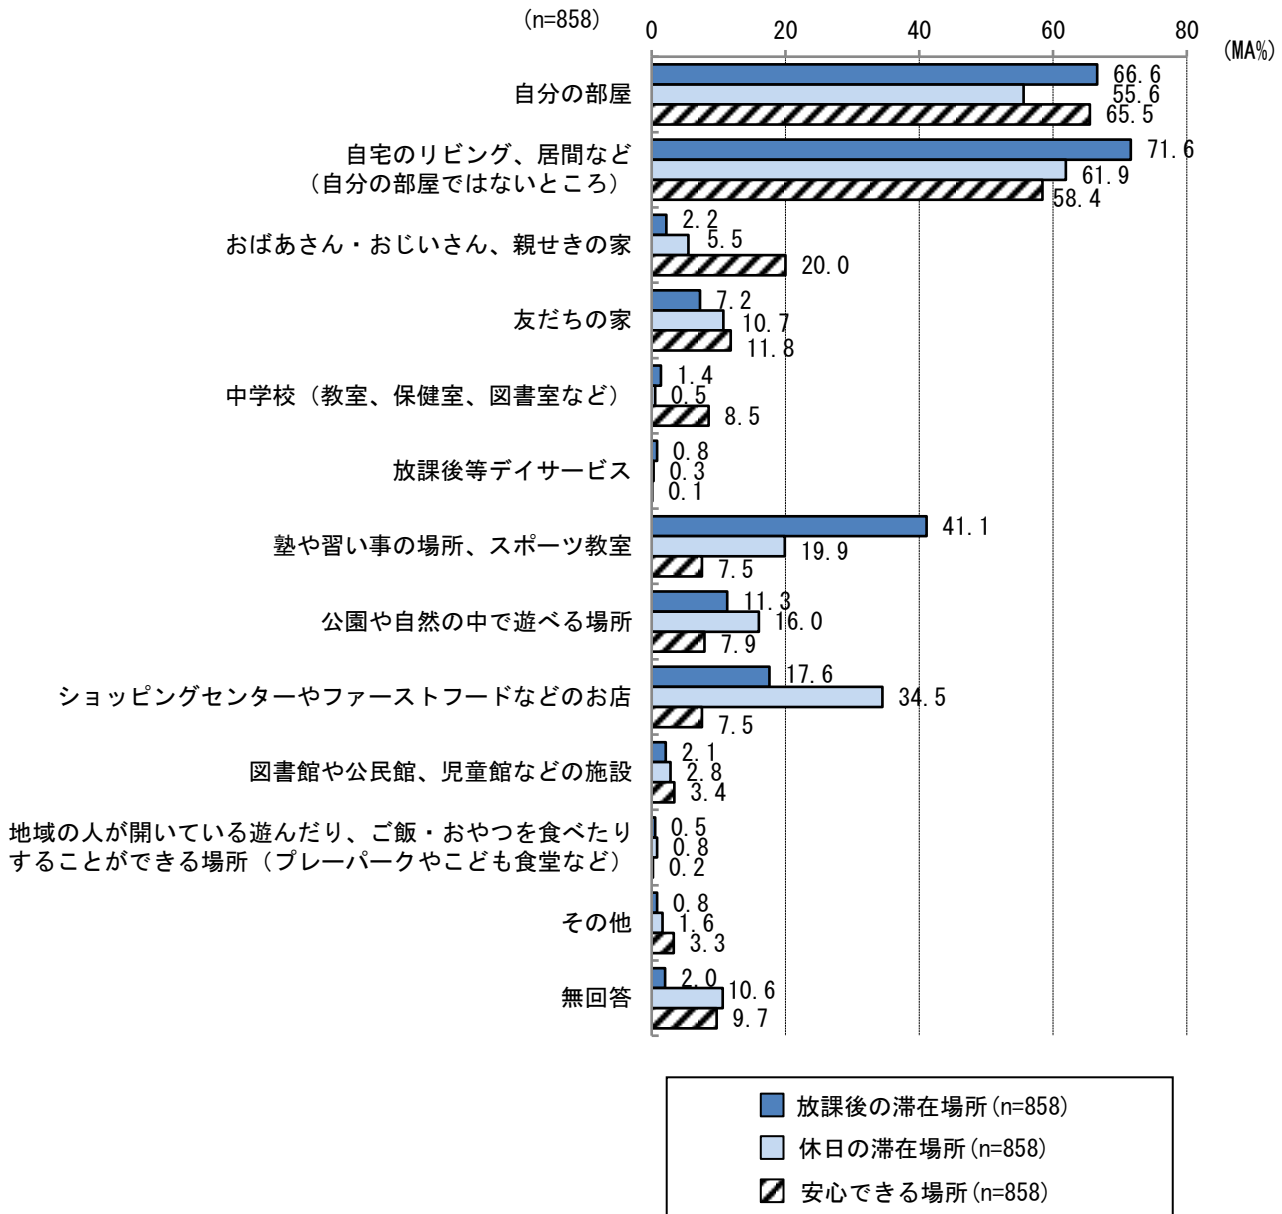 (n=858)
0 20 40 60 80
(MA%)
自分の部屋
66.6
55.6
65.5
自宅のリビング、居間など
（自分の部屋ではないところ）
71.6
61.9
58.4
おばあさん・おじいさん、親せきの家
2.2
5.5
20.0
友だちの家
7.2
10.7
11.8
中学校（教室、保健室、図書室など）
1.4
0.5
8.5
放課後等デイサービス
0.8
0.3
0.1
塾や習い事の場所、スポーツ教室
41.1
19.9
7.5
公園や自然の中で遊べる場所
11.3
16.0
7.9
ショッピングセンターやファーストフードなどのお店
17.6
34.5
7.5
図書館や公民館、児童館などの施設
2.1
2.8
3.4
地域の人が開いている遊んだり、ご飯・おやつを食べたり
することができる場所（プレーパークやこども食堂など）
0.5
0.8
0.2
その他
0.8
1.6
3.3
無回答
2.0
10.6
9.7
放課後の滞在場所(n=858)
休日の滞在場所(n=858)
安心できる場所(n=858)